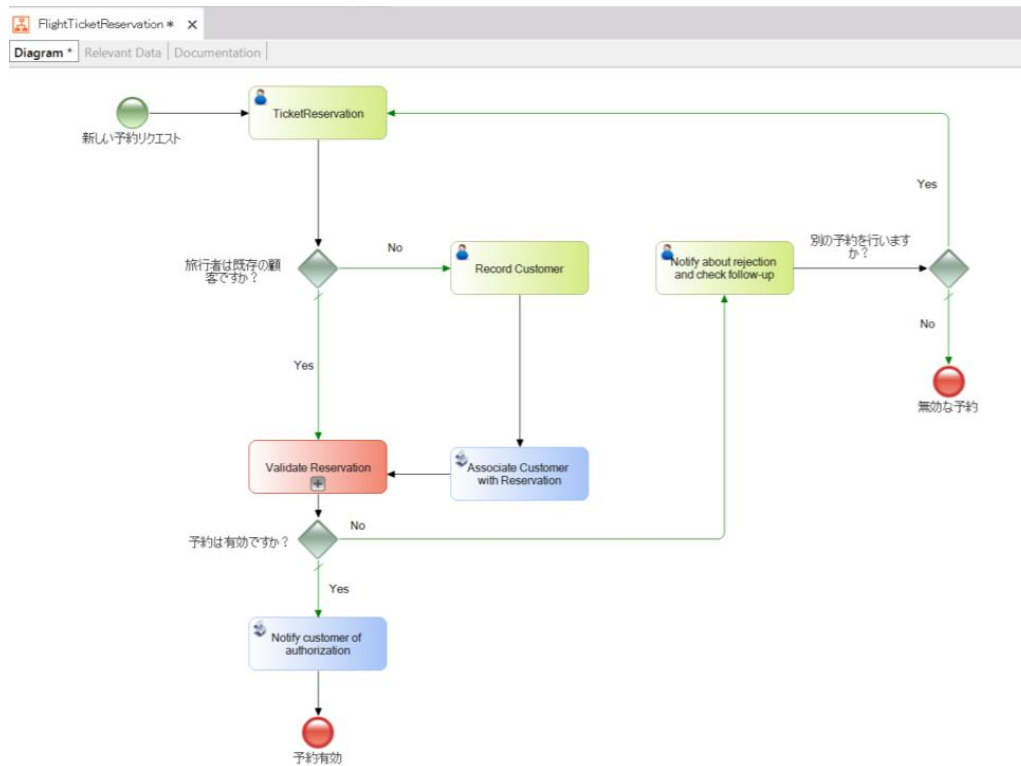 FlightTicketReservation *
Diagram *
Relevant Data
Documentation
新しい予約リクエスト
TicketReservation
Yes
旅行者は既存の顧
客ですか？
No
Record Customer
Notify about rejection
and check follow-up
別の予約を行います
か？
No
無効な予約
Yes
Validate Reservation
Associate Customer
with Reservation
予約は有効ですか？
No
Yes
Notify customer of
authorization
予約有効